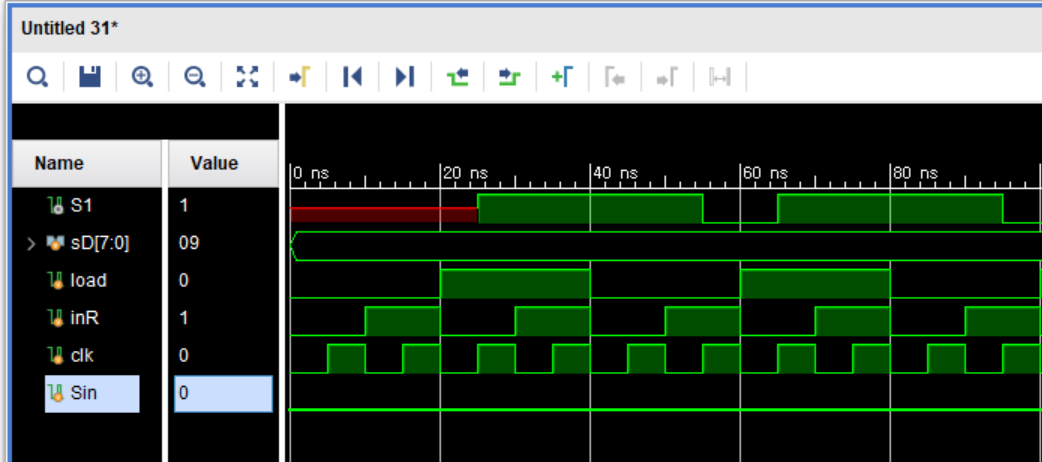 Untitled 31*
Name Value
0 ns 20 ns 40 ns 60 ns 80 ns
S1 1
sD[7:0] 09
load 0
inR 1
clk 0
Sin 0